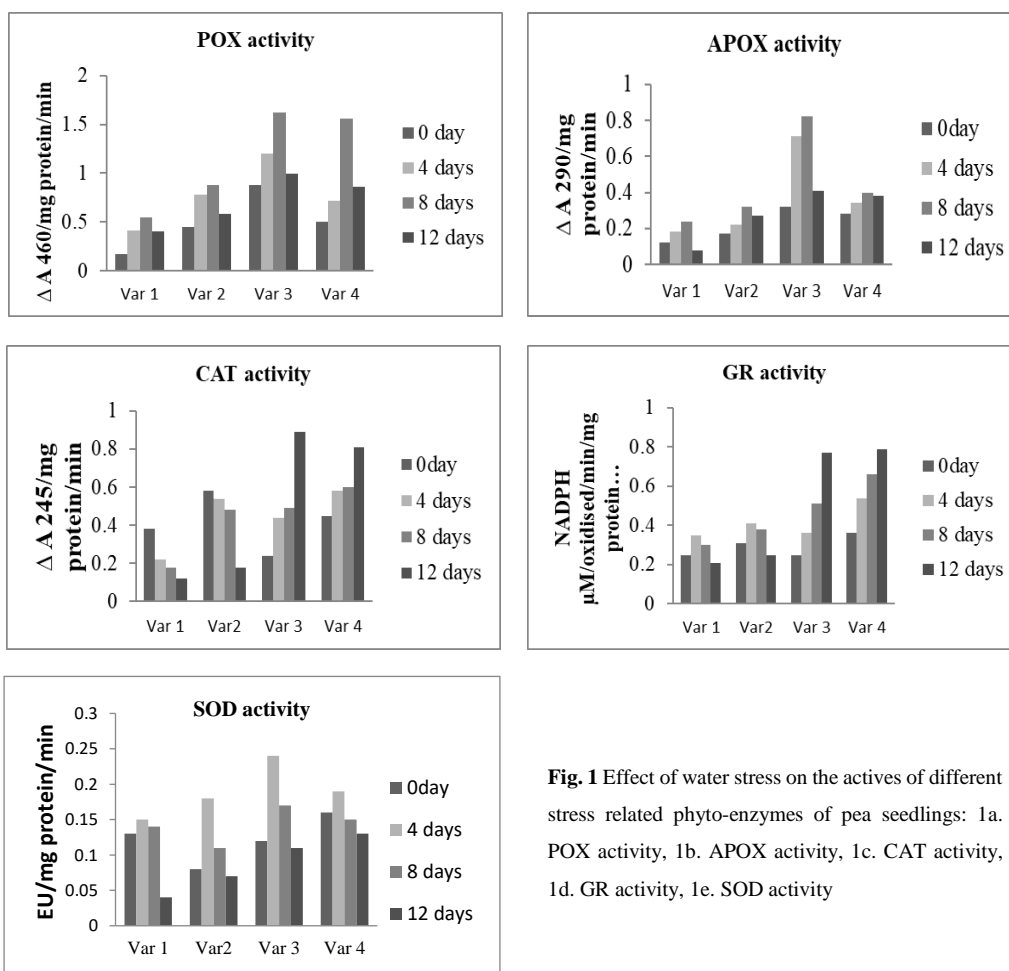 POX activity
Δ A 460/mg protein/min
2
1.5
1
0.5
0
Var 1 Var 2 Var 3 Var 4
0 day
4 days
8 days
12 days
APOX activity
Δ A 290/mg
protein/min
1
0.8
0.6
0.4
0.2
0
Var 1 Var2 Var 3 Var 4
0day
4 days
8 days
12 days
CAT activity
Δ A 245/mg
protein/min
1
0.8
0.6
0.4
0.2
0
Var 1 Var2 Var 3 Var 4
0day
4 days
8 days
12 days
GR activity
NADPH
μM/oxidised/min/mg
protein…
1
0.8
0.6
0.4
0.2
0
Var 1 Var2 Var 3 Var 4
0day
4 days
8 days
12 days
SOD activity
EU/mg protein/min
0.3
0.25
0.2
0.15
0.1
0.05
0
Var 1 Var2 Var 3 Var 4
0day
4 days
8 days
12 days
Fig. 1 Effect of water stress on the actives of different
stress related phyto-enzymes of pea seedlings: 1a.
POX activity, 1b. APOX activity, 1c. CAT activity,
1d. GR activity, 1e. SOD activity